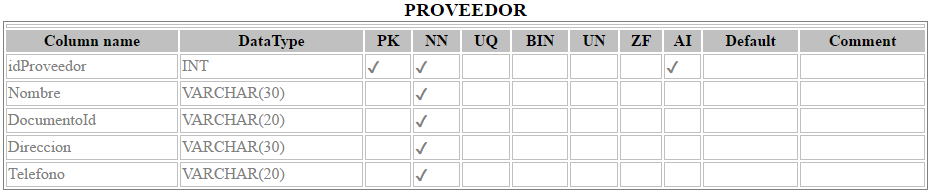 PROVEEDOR
Column name DataType PK NN UQ BIN UN ZF AI Default Comment
idProveedor INT ✓ ✓ ✓
Nombre VARCHAR(30) ✓
DocumentoId VARCHAR(20) ✓
Direccion VARCHAR(30) ✓
Telefono VARCHAR(20) ✓